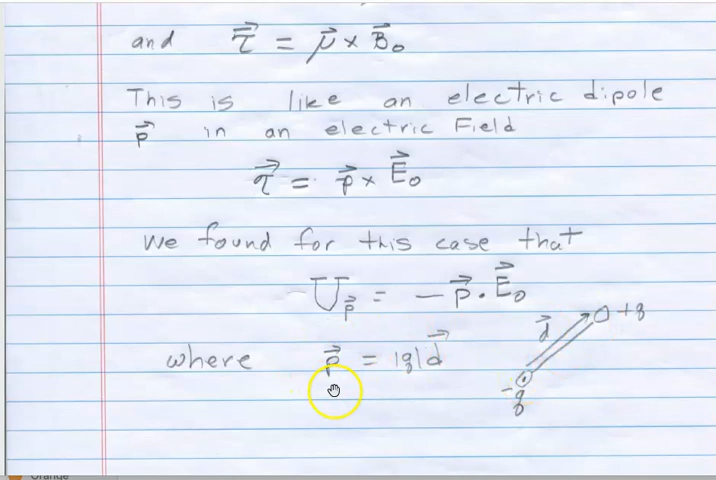 and τ⃗ = μ⃗ × B⃗₀
This is like an electric dipole
p⃗ in an electric Field
τ⃗ = p⃗ × E⃗₀
We found for this case that
U_p⃗ = − p⃗ · E⃗₀
d⃗ +q
where p⃗ = |q| d⃗
-q
Orange